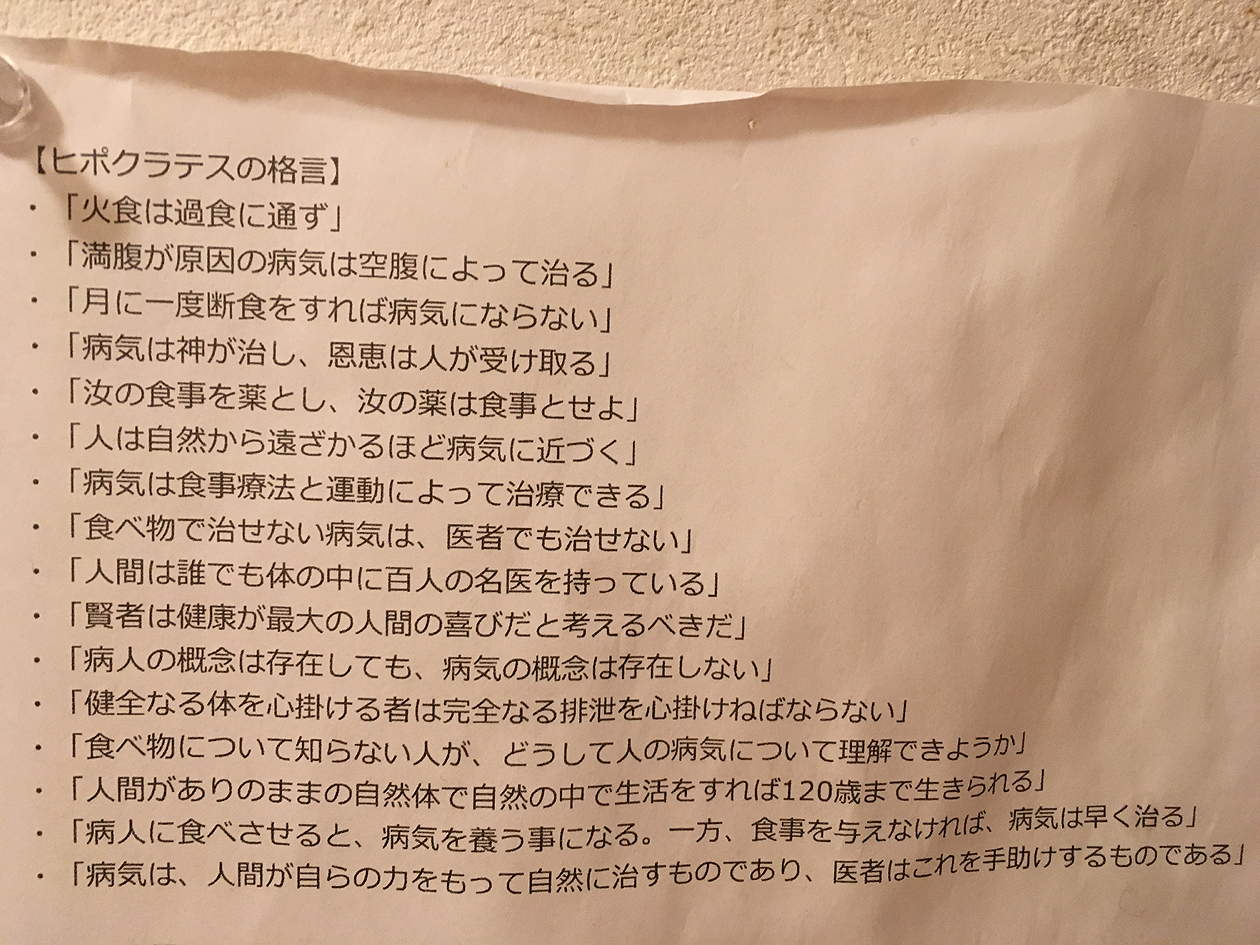 【ヒポクラテスの格言】
・「火食は過食に通ず」
・「満腹が原因の病気は空腹によって治る」
・「月に一度断食をすれば病気にならない」
・「病気は神が治し、恩恵は人が受け取る」
・「汝の食事を薬とし、汝の薬は食事とせよ」
・「人は自然から遠ざかるほど病気に近づく」
・「病気は食事療法と運動によって治療できる」
・「食べ物で治せない病気は、医者でも治せない」
・「人間は誰でも体の中に百人の名医を持っている」
・「賢者は健康が最大の人間の喜びだと考えるべきだ」
・「病人の概念は存在しても、病気の概念は存在しない」
・「健全なる体を心掛ける者は完全なる排泄を心掛けねばならない」
・「食べ物について知らない人が、どうして人の病気について理解できようか」
・「人間がありのままの自然体で自然の中で生活をすれば120歳まで生きられる」
・「病人に食べさせると、病気を養う事になる。一方、食事を与えなければ、病気は早く治る」
・「病気は、人間が自らの力をもって自然に治すものであり、医者はこれを手助けするものである」